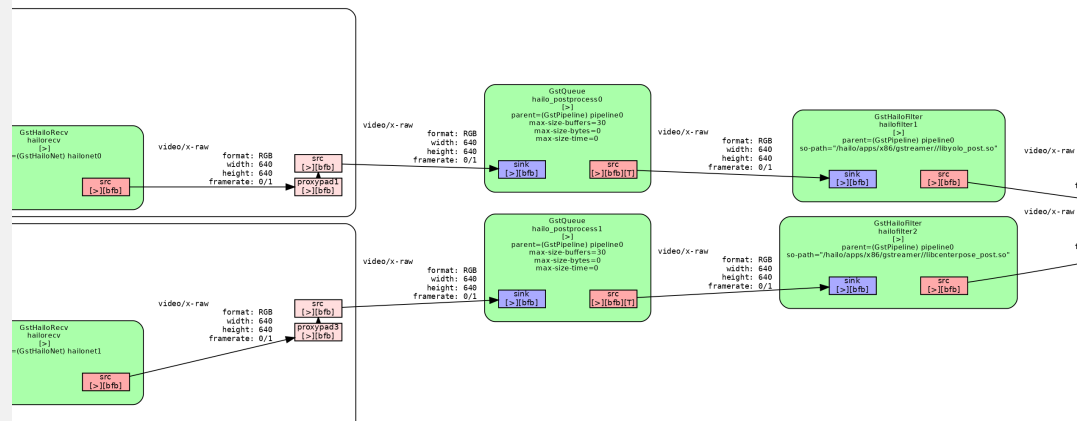 GstHailoRecv
hailorecv
[>]
=(GstHailoNet) hailonet0
src
[>][bfb]
video/x-raw
format: RGB
width: 640
height: 640
framerate: 0/1
src
[>][bfb]
proxypad1
[>][bfb]
video/x-raw
format: RGB
width: 640
height: 640
framerate: 0/1
GstQueue
hailo_postprocess0
[>]
parent=(GstPipeline) pipeline0
max-size-buffers=30
max-size-bytes=0
max-size-time=0
sink
[>][bfb]
src
[>][bfb][T]
video/x-raw
format: RGB
width: 640
height: 640
framerate: 0/1
GstHailoFilter
hailofilter1
[>]
parent=(GstPipeline) pipeline0
so-path="/hailo/apps/x86/gstreamer//libyolo_post.so"
sink
[>][bfb]
src
[>][bfb]
video/x-raw
GstHailoRecv
hailorecv
[>]
=(GstHailoNet) hailonet1
src
[>][bfb]
video/x-raw
format: RGB
width: 640
height: 640
framerate: 0/1
src
[>][bfb]
proxypad3
[>][bfb]
video/x-raw
format: RGB
width: 640
height: 640
framerate: 0/1
GstQueue
hailo_postprocess1
[>]
parent=(GstPipeline) pipeline0
max-size-buffers=30
max-size-bytes=0
max-size-time=0
sink
[>][bfb]
src
[>][bfb][T]
video/x-raw
format: RGB
width: 640
height: 640
framerate: 0/1
GstHailoFilter
hailofilter2
[>]
parent=(GstPipeline) pipeline0
so-path="/hailo/apps/x86/gstreamer//libcenterpose_post.so"
sink
[>][bfb]
src
[>][bfb]
video/x-raw